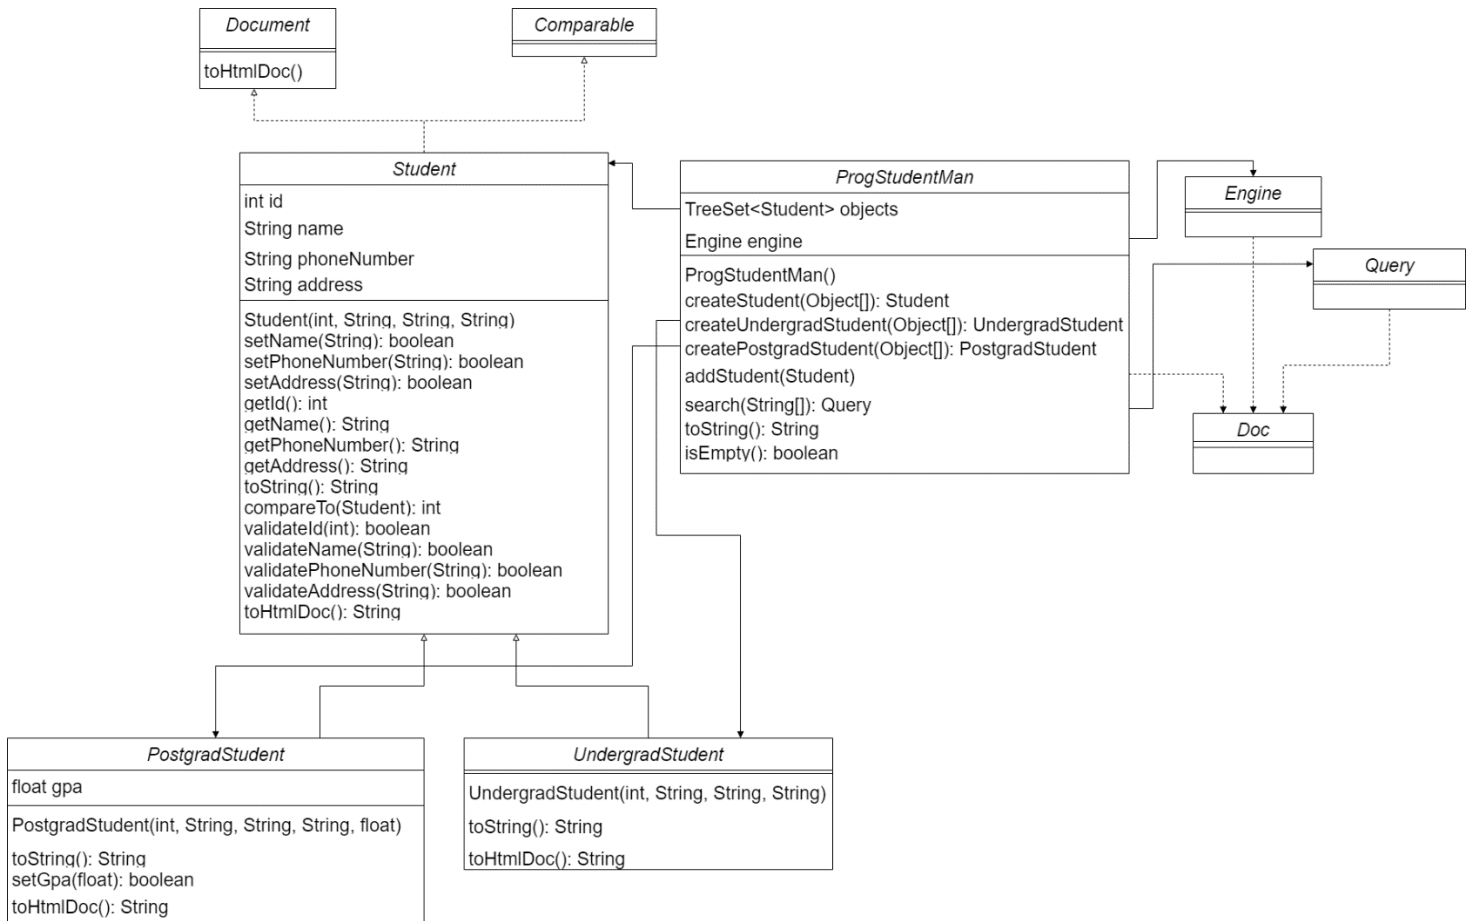 Document
toHtmlDoc()
Comparable
Student
int id
String name
String phoneNumber
String address
Student(int, String, String, String)
setName(String): boolean
setPhoneNumber(String): boolean
setAddress(String): boolean
getId(): int
getName(): String
getPhoneNumber(): String
getAddress(): String
toString(): String
compareTo(Student): int
validateId(int): boolean
validateName(String): boolean
validatePhoneNumber(String): boolean
validateAddress(String): boolean
toHtmlDoc(): String
ProgStudentMan
TreeSet<Student> objects
Engine engine
ProgStudentMan()
createStudent(Object[]): Student
createUndergradStudent(Object[]): UndergradStudent
createPostgradStudent(Object[]): PostgradStudent
addStudent(Student)
search(String[]): Query
toString(): String
isEmpty(): boolean
Engine
Query
Doc
PostgradStudent
float gpa
PostgradStudent(int, String, String, String, float)
toString(): String
setGpa(float): boolean
toHtmlDoc(): String
UndergradStudent
UndergradStudent(int, String, String, String)
toString(): String
toHtmlDoc(): String